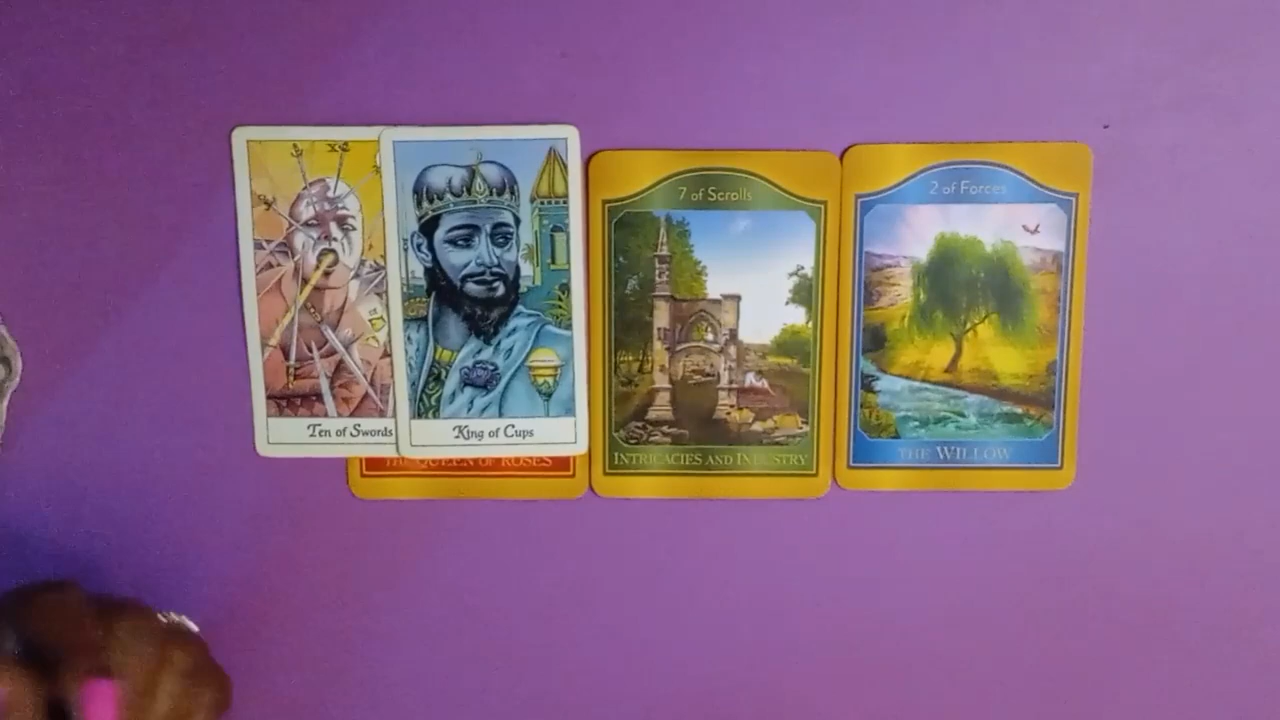 X
Ten of Swords
King of Cups
THE QUEEN OF ROSES
7 of Scrolls
INTRICACIES AND INDUSTRY
2 of Forces
THE WILLOW